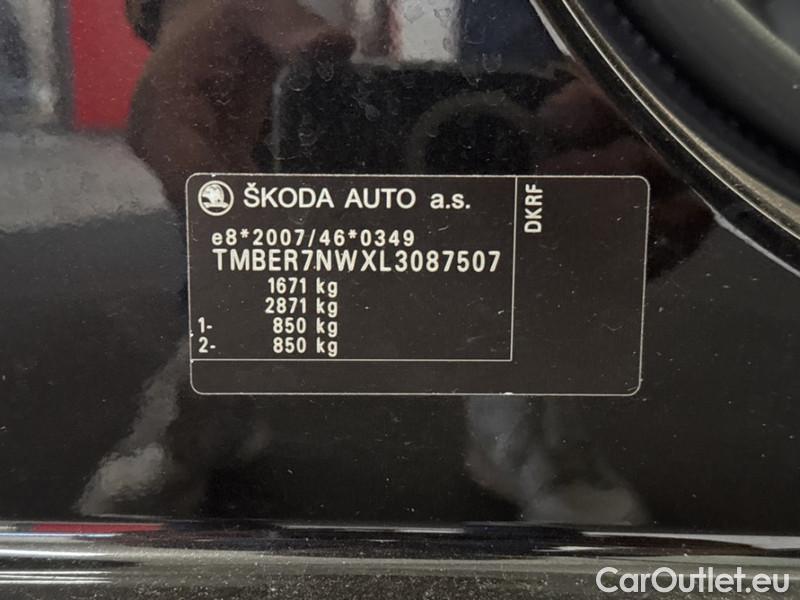 ŠKODA AUTO a.s.
DKRF
e8*2007/46*0349
TMBER7NWXL3087507
1671 kg
2871 kg
1- 850 kg
2- 850 kg
CarOutlet.eu